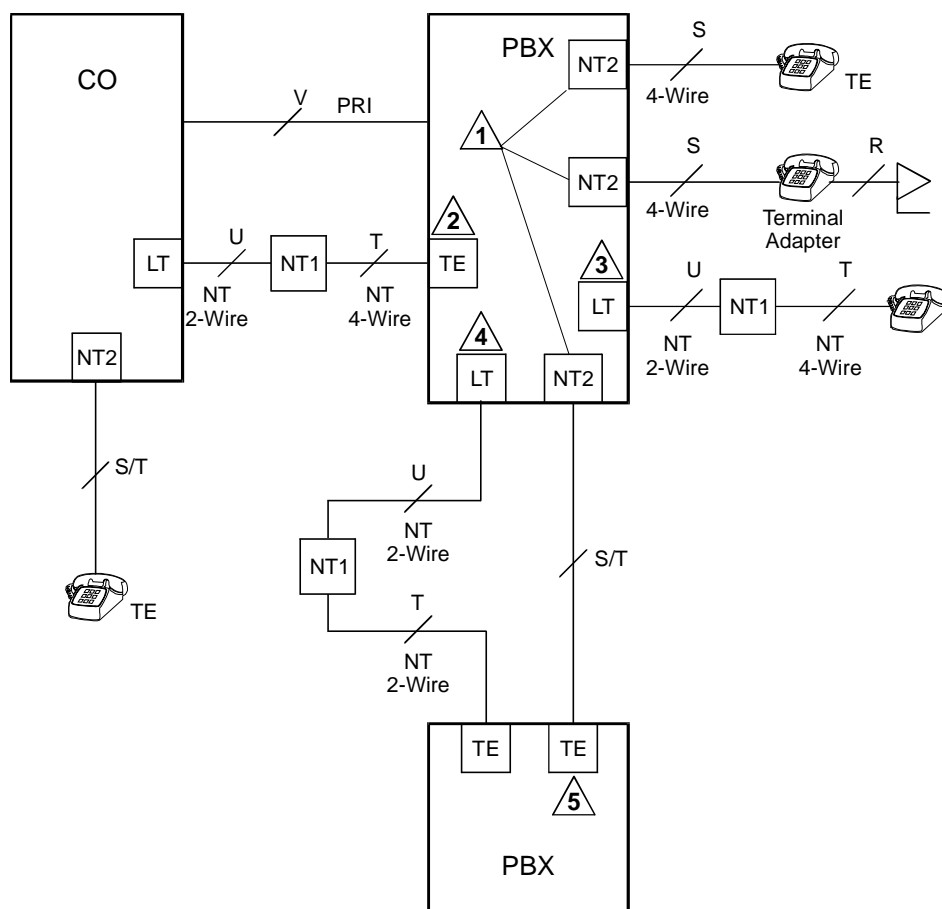 CO
PBX
NT2
S
4-Wire
TE
V
PRI
1
NT2
S
4-Wire
Terminal
Adapter
R
LT
U
NT
2-Wire
NT1
T
NT
4-Wire
2
TE
3
LT
U
NT
2-Wire
NT1
T
NT
4-Wire
NT2
4
LT
NT2
S/T
TE
U
NT
2-Wire
NT1
T
NT
2-Wire
S/T
TE
TE
5
PBX